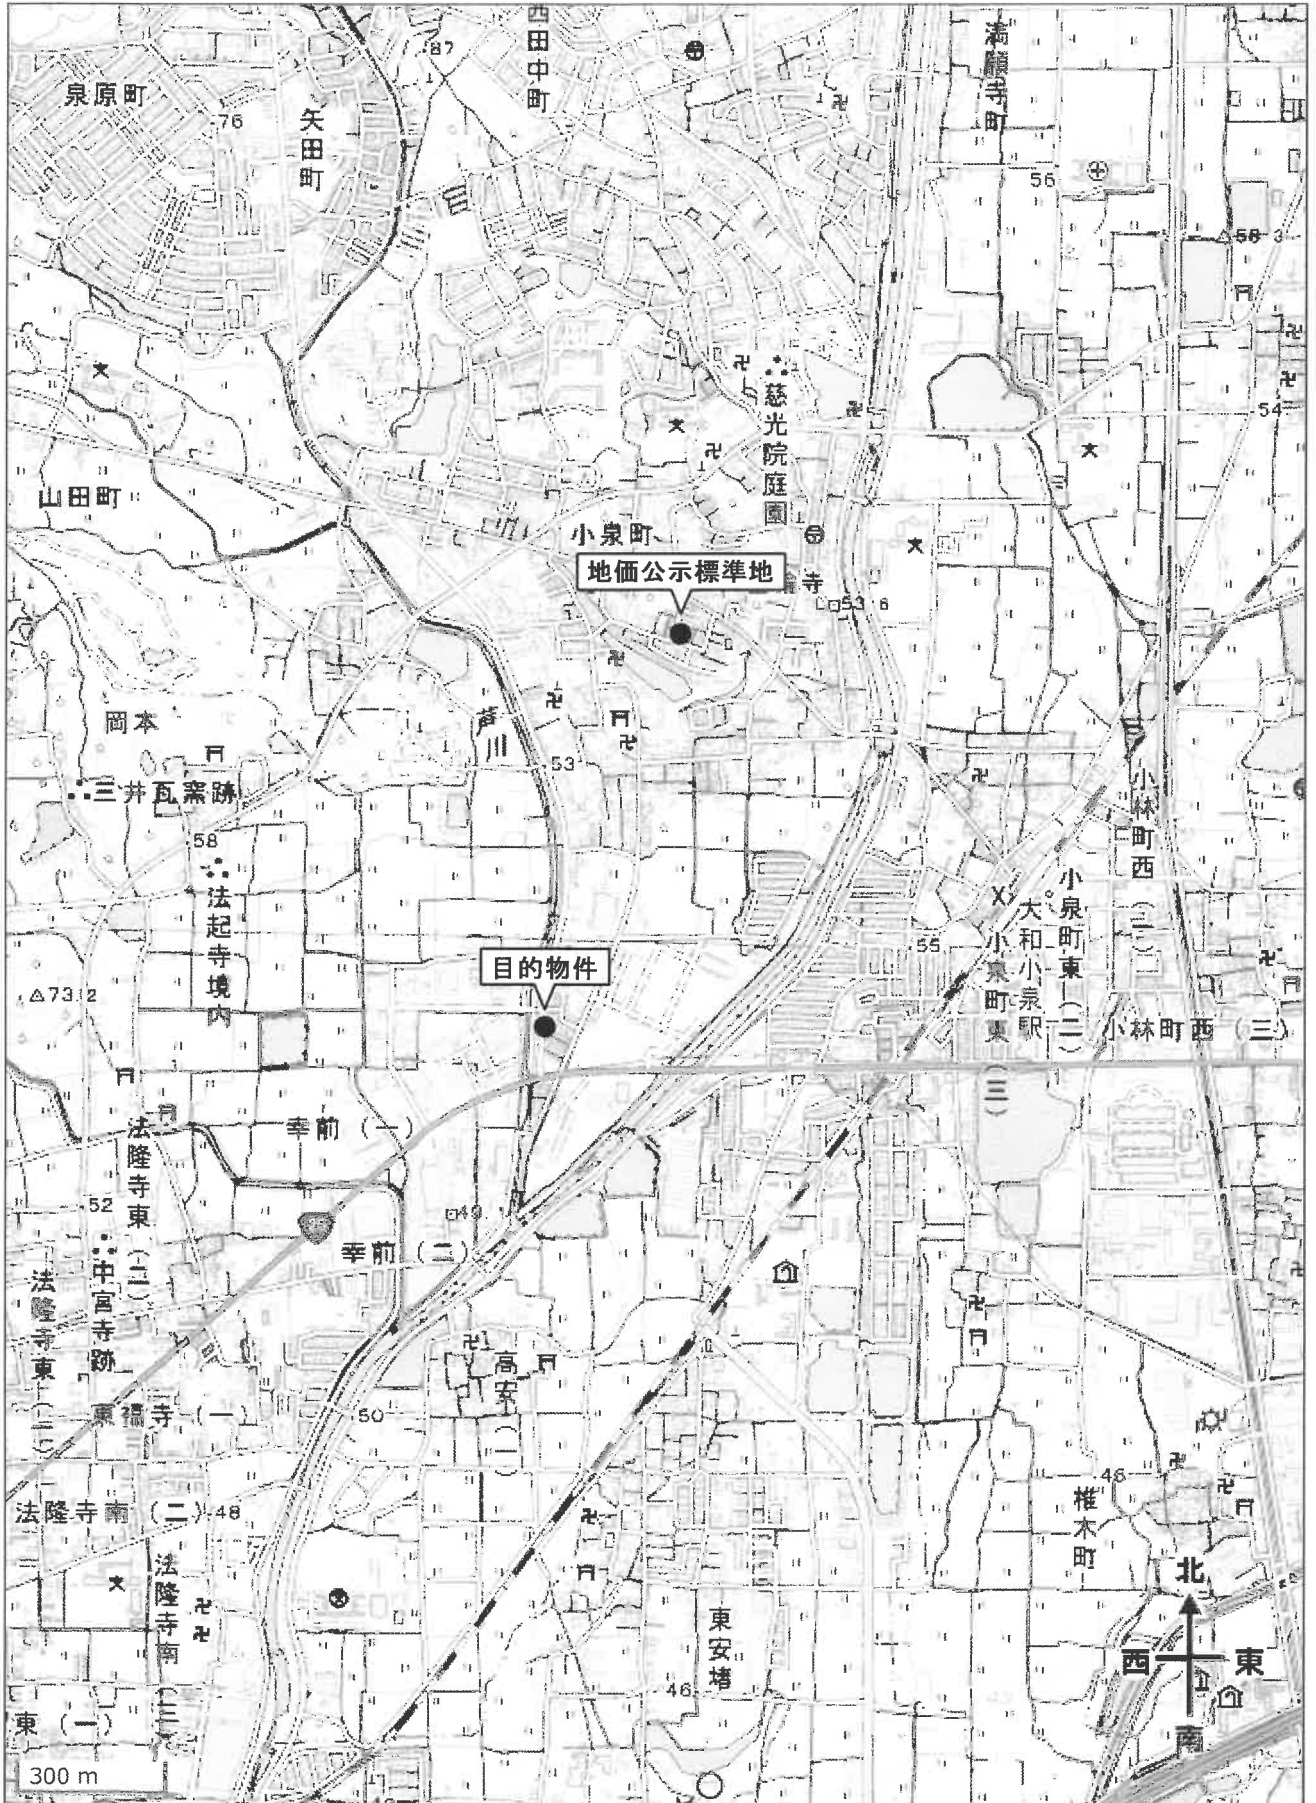 西田中町
満願寺町
泉原町
87
76
矢田町
56
58 3
54
慈光院庭園
山田町
小泉町
地価公示標準地
寺
53 6
岡本
芦川
53
三井瓦窯跡
58
法起寺境内
小林町西(二)
小泉町東(二)
大和小泉駅
小泉町東(三)
55
目的物件
73 2
小林町西(三)
幸前(一)
法隆寺東(二)
52
49
幸前(二)
中宮寺跡
高安(一)
東福寺(一)
50
46
椎木町
法隆寺南(二)
48
北
法隆寺南(三)
東安堵
西
東
46
東(一)
南
300 m